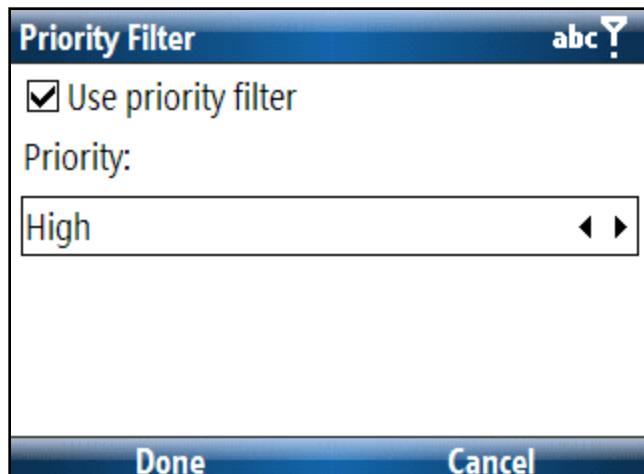 Priority Filter abc
Use priority filter
Priority:
High
Done Cancel